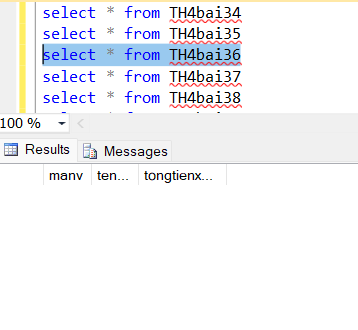 select * from TH4bai34
select * from TH4bai35
select * from TH4bai36
select * from TH4bai37
select * from TH4bai38
100 %
Results Messages
manv ten... tongtienx...